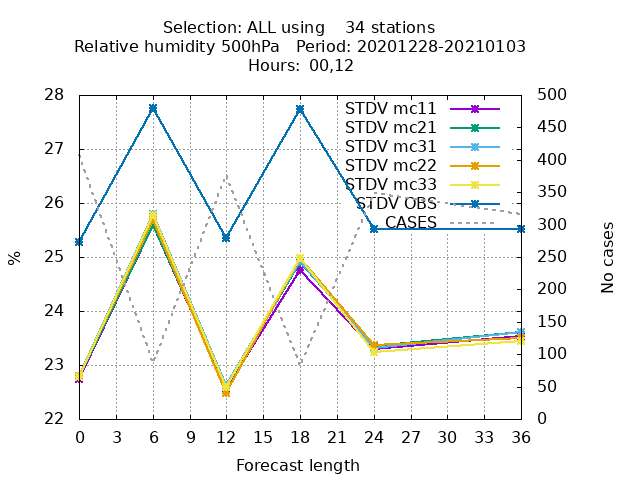 Selection: ALL using    34 stations
Relative humidity 500hPa   Period: 20201228-20210103
Hours: 00,12
28
27
26
25
24
23
22
%
500
450
400
350
300
250
200
150
100
50
0
No cases
STDV mc11
STDV mc21
STDV mc31
STDV mc22
STDV mc33
STDV OBS
CASES
0 3 6 9 12 15 18 21 24 27 30 33 36
Forecast length